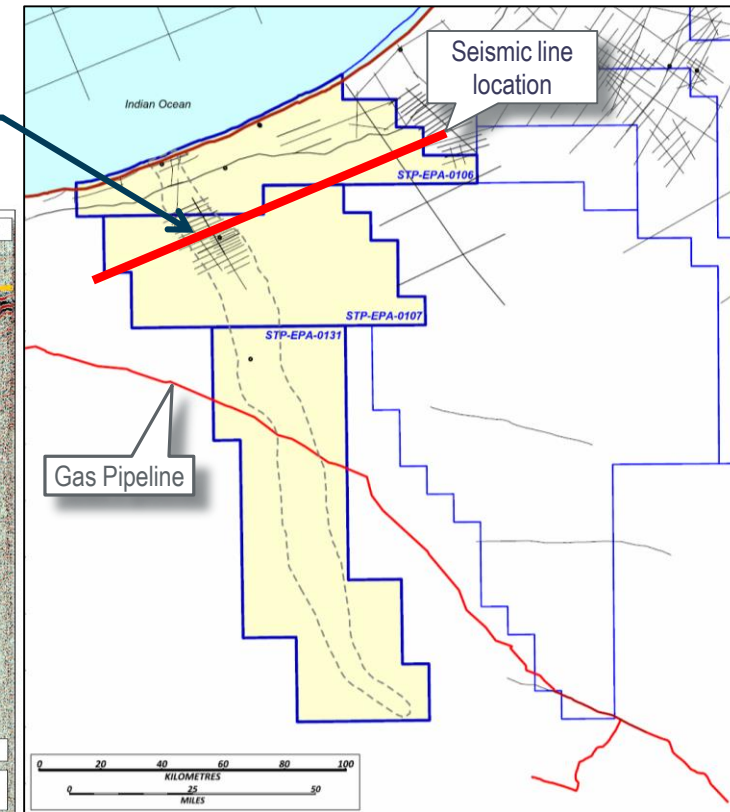 Indian Ocean
Seismic line
location
STP-EPA-0106
STP-EPA-0107
STP-EPA-0131
Gas Pipeline
0 20 40 60 80 100
KILOMETRES
0 25 50
MILES